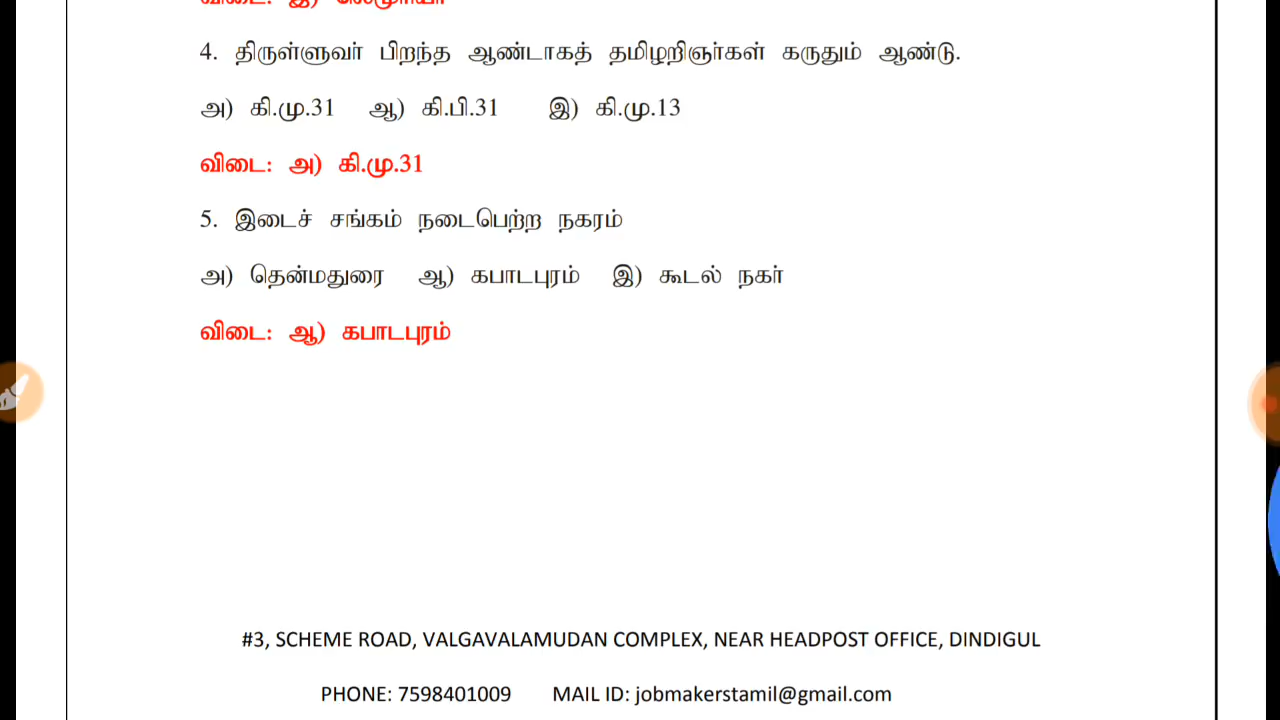 விடை: இ) லெமூரியா
4. திருள்ளுவர் பிறந்த ஆண்டாகத் தமிழறிஞர்கள் கருதும் ஆண்டு.
அ) கி.மு.31 ஆ) கி.பி.31 இ) கி.மு.13
விடை: அ) கி.மு.31
5. இடைச் சங்கம் நடைபெற்ற நகரம்
அ) தென்மதுரை ஆ) கபாடபுரம் இ) கூடல் நகர்
விடை: ஆ) கபாடபுரம்
#3, SCHEME ROAD, VALGAVALAMUDAN COMPLEX, NEAR HEADPOST OFFICE, DINDIGUL
PHONE: 7598401009 MAIL ID: jobmakerstamil@gmail.com